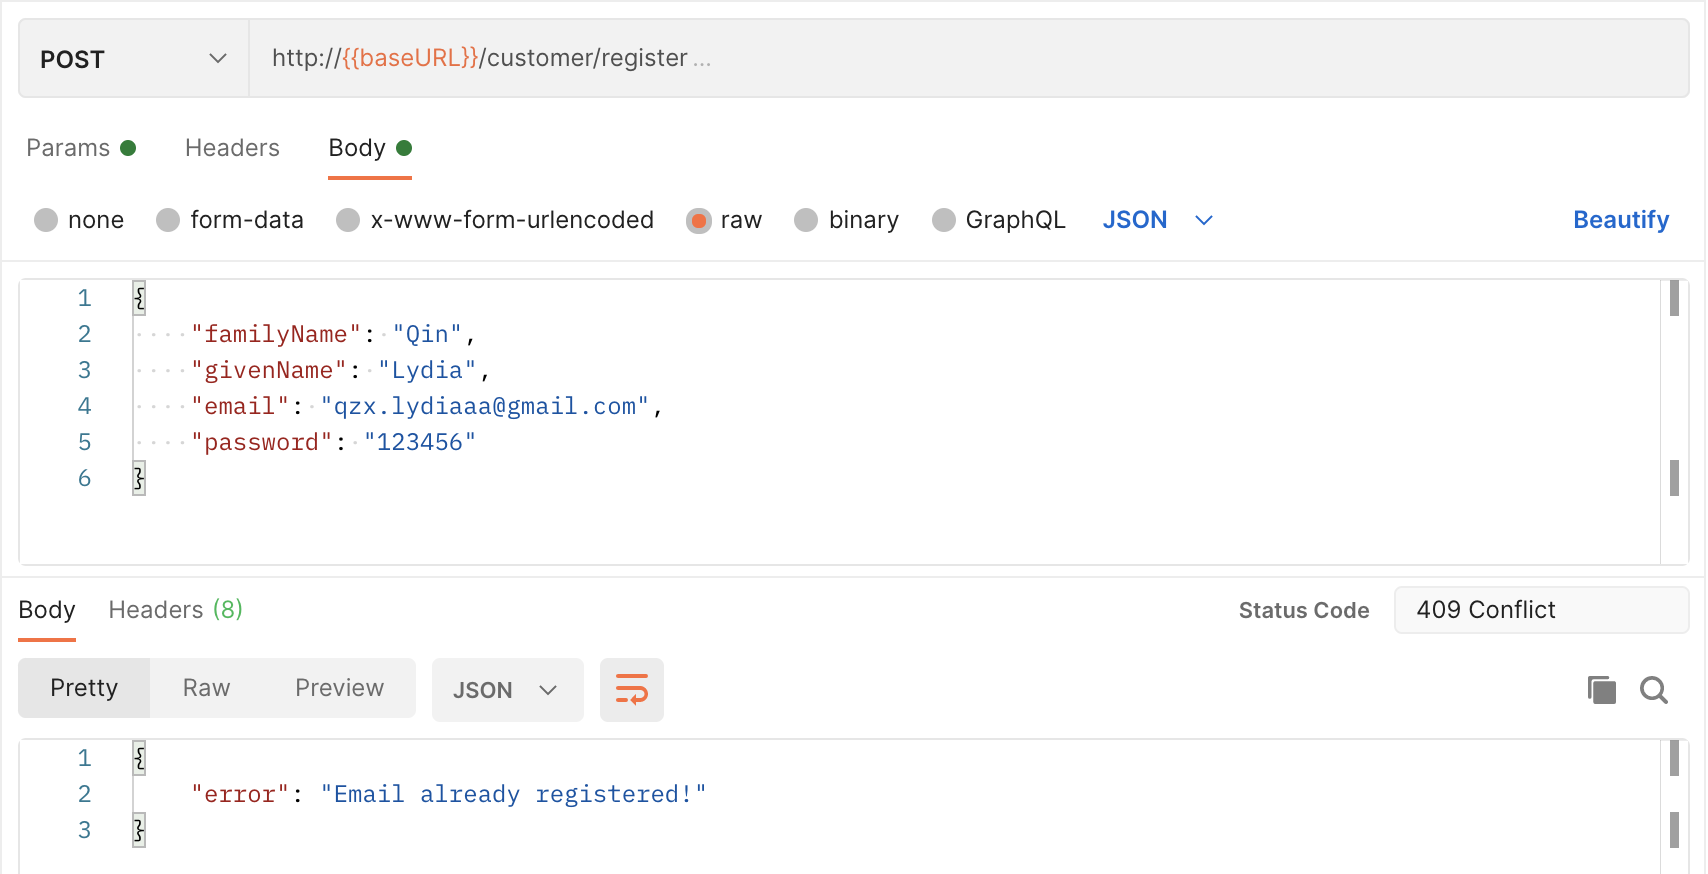 POST http://{{baseURL}}/customer/register ...
Params Headers Body
none form-data x-www-form-urlencoded raw binary GraphQL JSON Beautify
1 {
2 "familyName": "Qin",
3 "givenName": "Lydia",
4 "email": "qzx.lydiaaa@gmail.com",
5 "password": "123456"
6 }
Body Headers (8) Status Code 409 Conflict
Pretty Raw Preview JSON
1 {
2 "error": "Email already registered!"
3 }